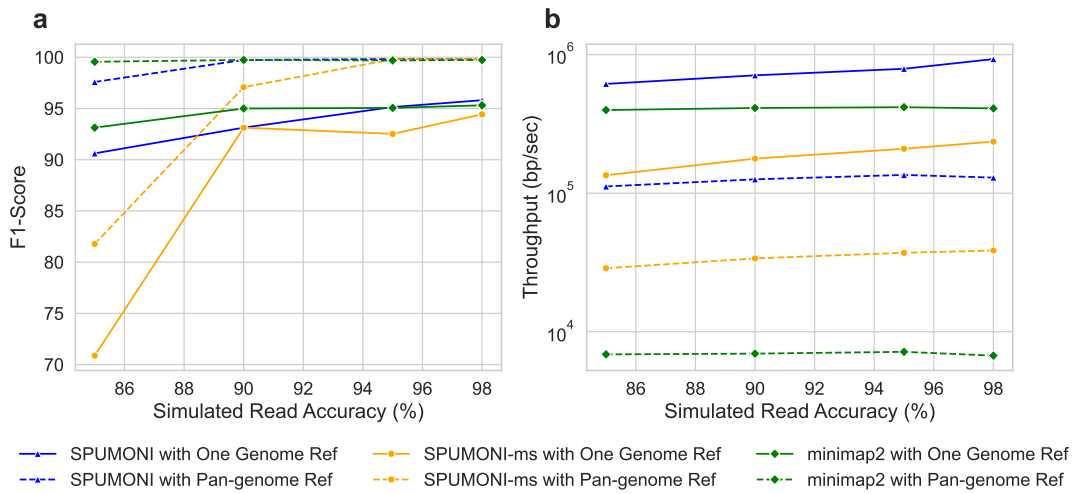 a
100
95
90
85
80
75
70
F1-Score
86 88 90 92 94 96 98
Simulated Read Accuracy (%)
b
10^6
10^5
10^4
Throughput (bp/sec)
86 88 90 92 94 96 98
Simulated Read Accuracy (%)
SPUMONI with One Genome Ref
SPUMONI with Pan-genome Ref
SPUMONI-ms with One Genome Ref
SPUMONI-ms with Pan-genome Ref
minimap2 with One Genome Ref
minimap2 with Pan-genome Ref